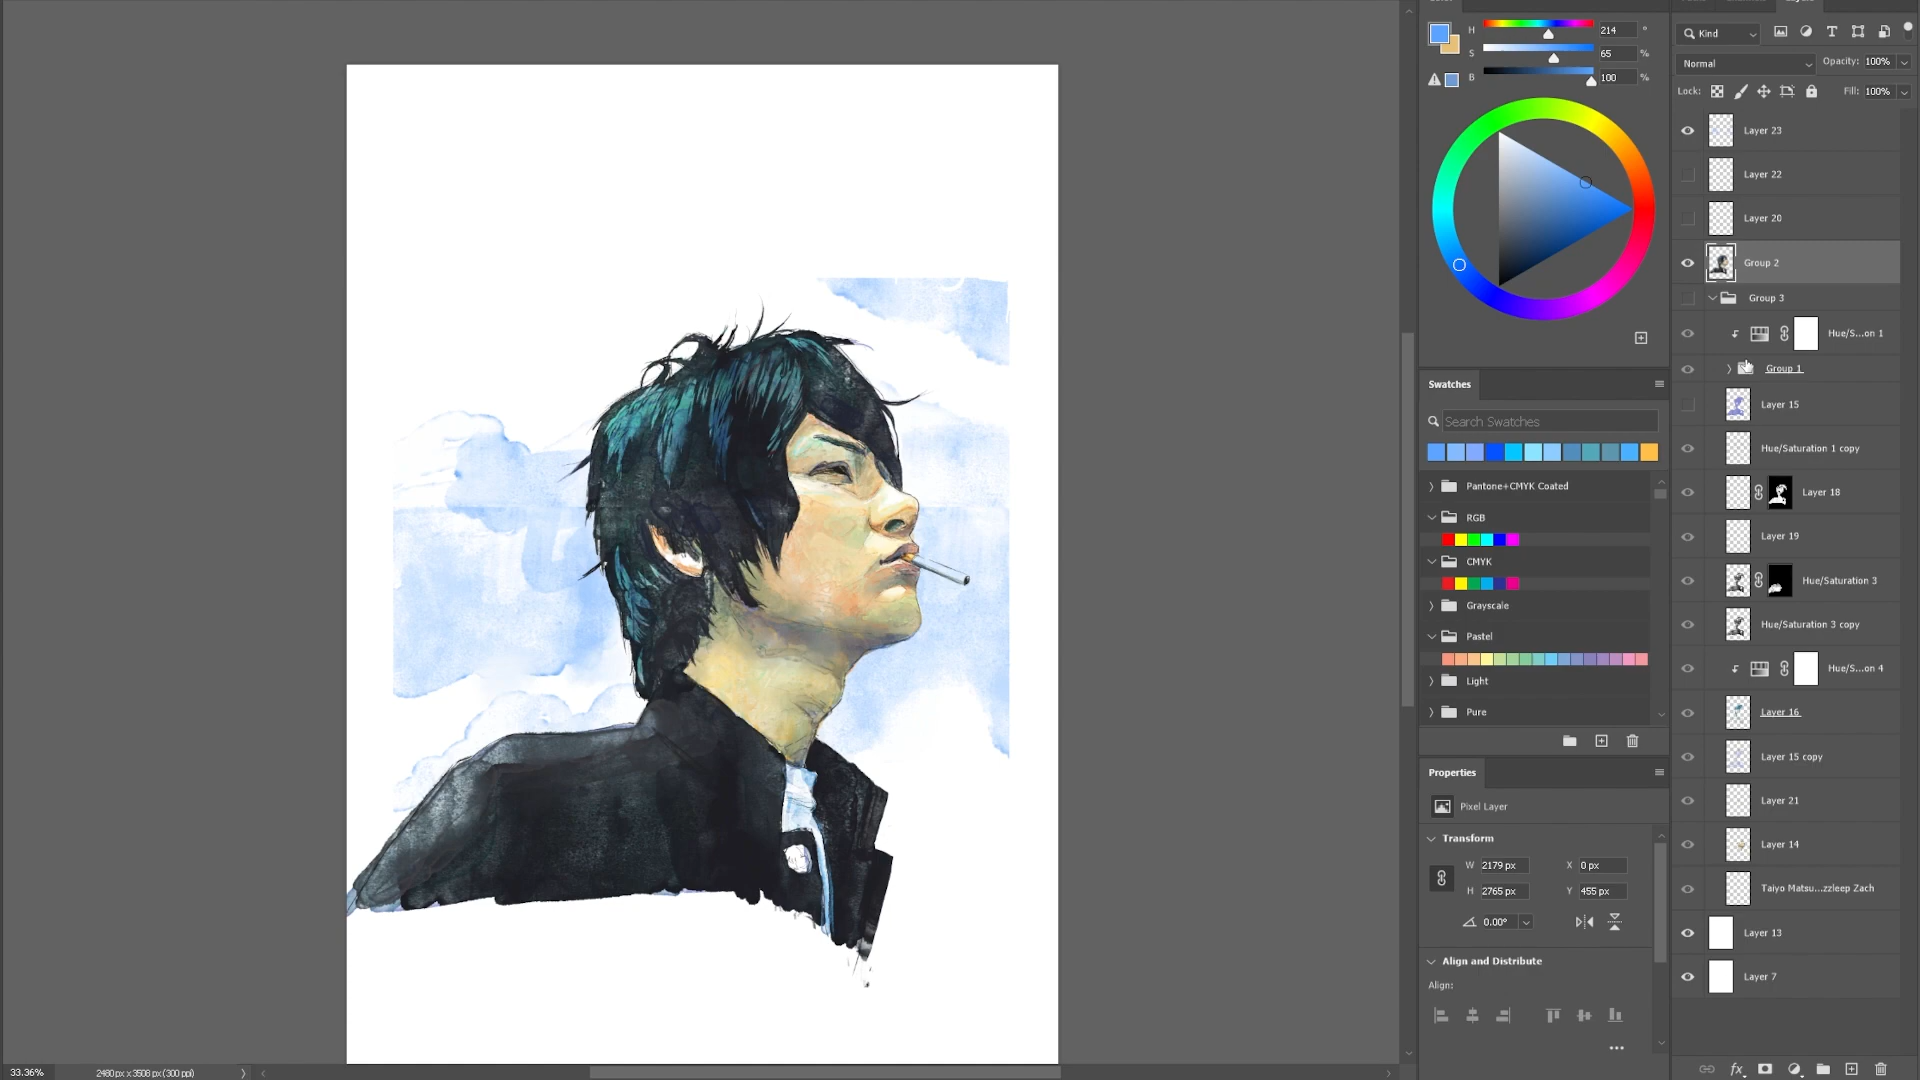 H 214 °
S 65 %
B 100 %
Swatches
Search Swatches
Pantone+CMYK Coated
RGB
CMYK
Grayscale
Pastel
Light
Pure
Properties
Pixel Layer
Transform
W 2179 px X 0 px
H 2765 px Y 455 px
0.00°
Align and Distribute
Align:
Kind
Normal Opacity: 100%
Lock: Fill: 100%
Layer 23
Layer 22
Layer 20
Group 2
Group 3
Hue/S...on 1
Group 1
Layer 15
Hue/Saturation 1 copy
Layer 18
Layer 19
Hue/Saturation 3
Hue/Saturation 3 copy
Hue/S...on 4
Layer 16
Layer 15 copy
Layer 21
Layer 14
Taiyo Matsu...zzleep Zach
Layer 13
Layer 7
fx
33.36% 2480 px x 3508 px (300 ppi)